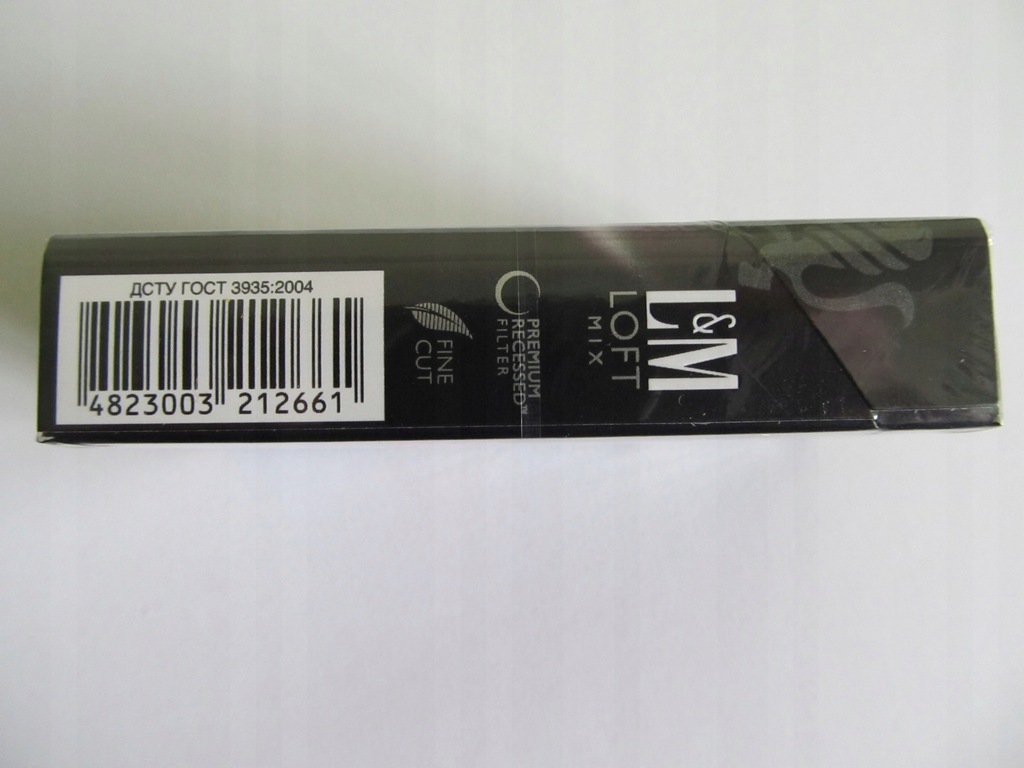 ДСТУ ГОСТ 3935:2004
4823003 212661
FINE
CUT
PREMIUM
RECESSED™
FILTER
L&M
LOFT
MIX